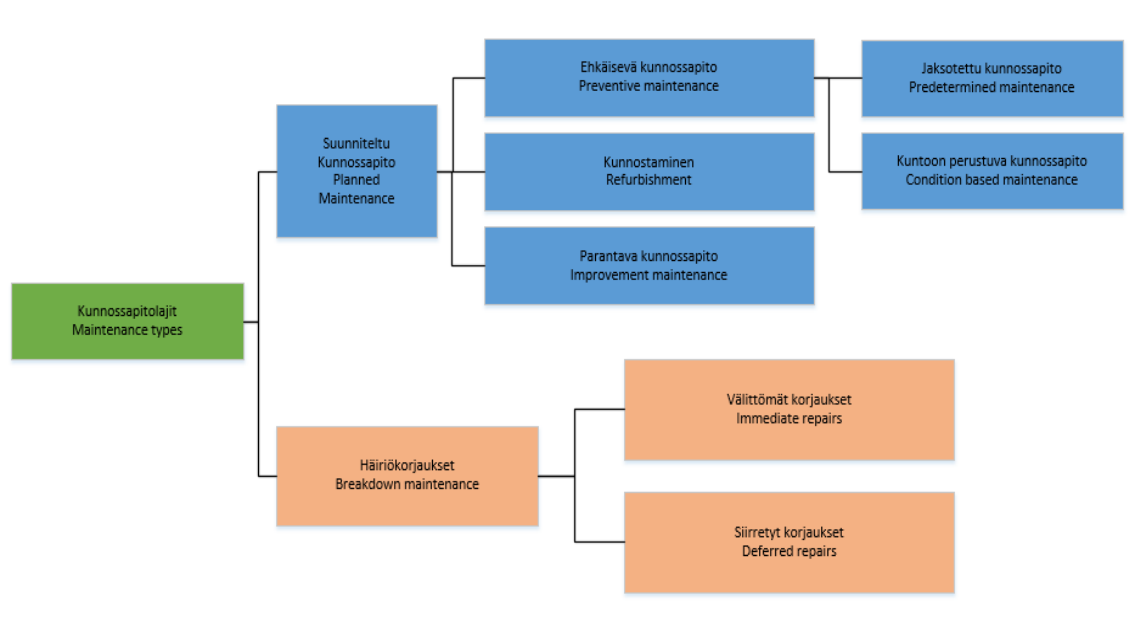 Kunnossapitolajit
Maintenance types
Suunniteltu
Kunnossapito
Planned
Maintenance
Ehkäisevä kunnossapito
Preventive maintenance
Jaksotettu kunnossapito
Predetermined maintenance
Kuntoon perustuva kunnossapito
Condition based maintenance
Kunnostaminen
Refurbishment
Parantava kunnossapito
Improvement maintenance
Häiriökorjaukset
Breakdown maintenance
Välittömät korjaukset
Immediate repairs
Siirretyt korjaukset
Deferred repairs